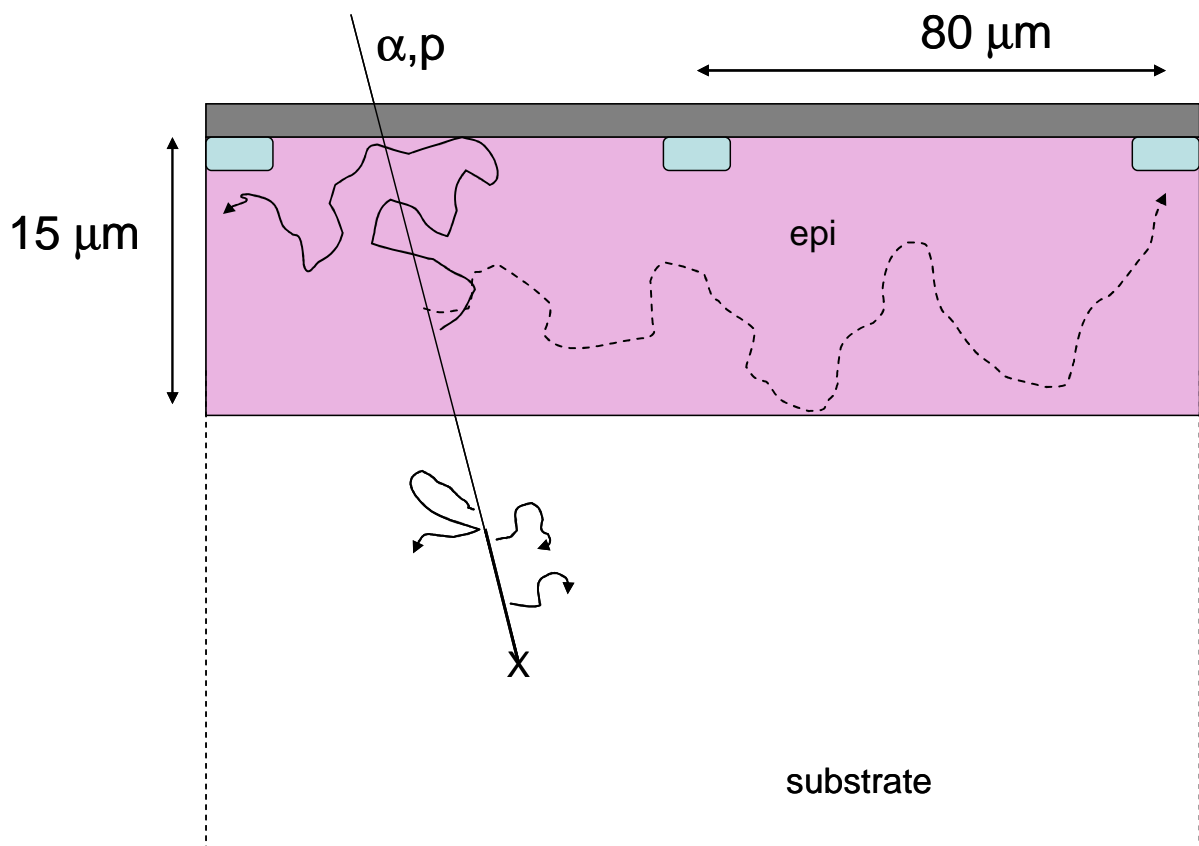 α,p
80 μm
15 μm
epi
X
substrate